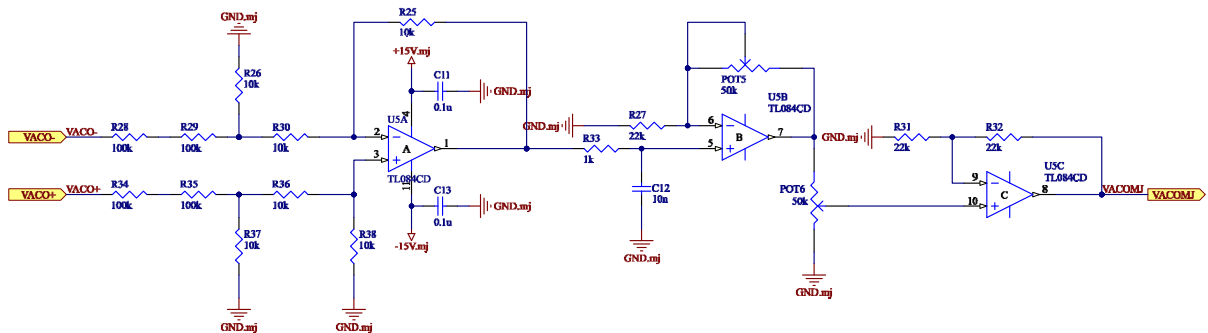 GND.mj
R25
10k
+15V.mj
R26
10k
C11
0.1u
GND.mj
VACO-
VACO-
R28
100k
R29
100k
R30
10k
U5A
2
3
4
11
1
A
TL084CD
VACO+
VACO+
R34
100k
R35
100k
R36
10k
R37
10k
GND.mj
R38
10k
GND.mj
C13
0.1u
GND.mj
-15V.mj
POT5
50k
GND.mj
R27
22k
R33
1k
C12
10n
GND.mj
U5B
TL084CD
6
5
7
B
POT6
50k
GND.mj
GND.mj
R31
22k
R32
22k
U5C
TL084CD
9
10
8
C
VACOMJ
VACOMJ